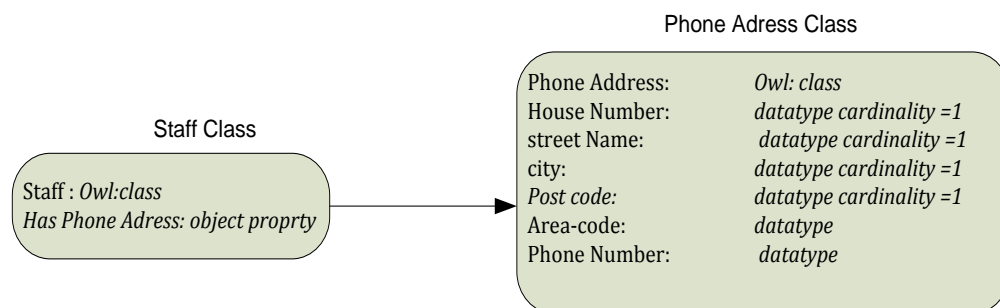 Phone Adress Class
Staff Class
Staff : Owl:class
Has Phone Adress: object proprty
Phone Address: Owl: class
House Number: datatype cardinality =1
street Name: datatype cardinality =1
city: datatype cardinality =1
Post code: datatype cardinality =1
Area-code: datatype
Phone Number: datatype